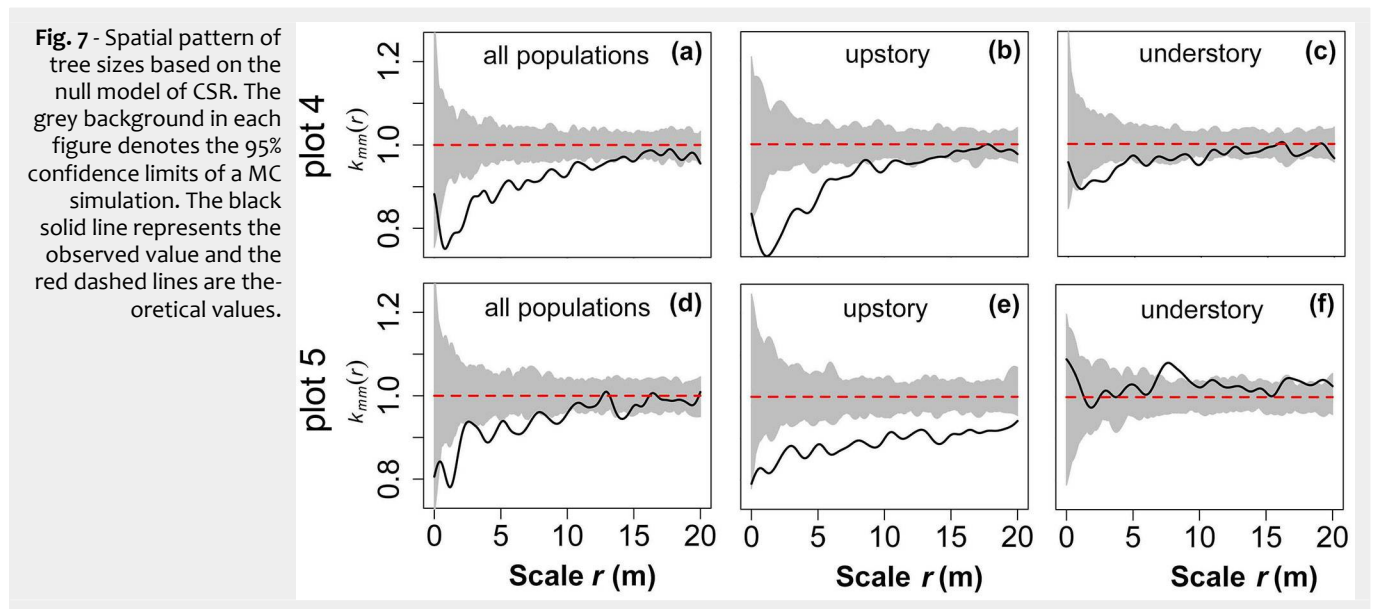 Fig. 7 - Spatial pattern of
tree sizes based on the
null model of CSR. The
grey background in each
figure denotes the 95%
confidence limits of a MC
simulation. The black
solid line represents the
observed value and the
red dashed lines are the-
oretical values.
plot 4
kmm(r)
1.2
1.0
0.8
all populations (a)
upstory (b)
understory (c)
plot 5
kmm(r)
1.2
1.0
0.8
all populations (d)
upstory (e)
understory (f)
0 5 10 15 20
0 5 10 15 20
0 5 10 15 20
Scale r (m)
Scale r (m)
Scale r (m)